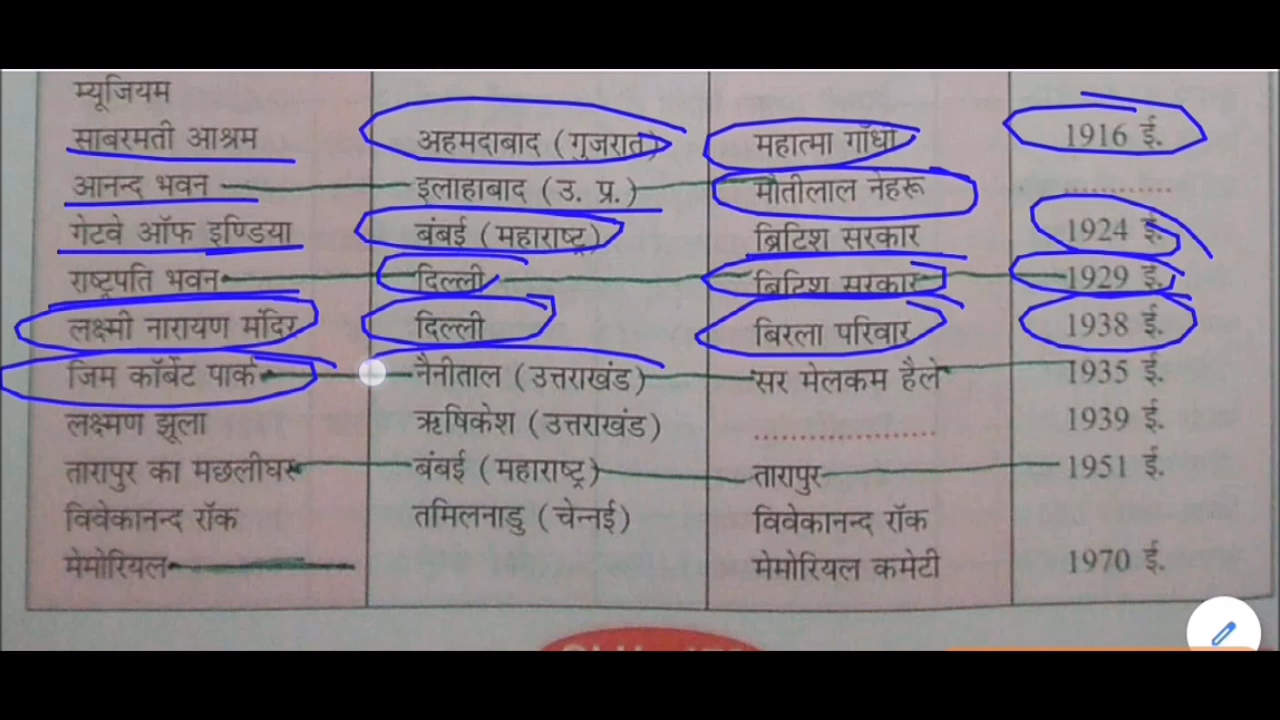 म्यूजियम
साबरमती आश्रम अहमदाबाद (गुजरात) महात्मा गाँधी 1916 ई.
आनन्द भवन इलाहाबाद (उ. प्र.) मोतीलाल नेहरू ..................
गेटवे ऑफ इण्डिया बंबई (महाराष्ट्र) ब्रिटिश सरकार 1924 ई.
राष्ट्रपति भवन दिल्ली ब्रिटिश सरकार 1929 ई.
लक्ष्मी नारायण मंदिर दिल्ली बिरला परिवार 1938 ई.
जिम कॉर्बेट पार्क नैनीताल (उत्तराखंड) सर मेलकम हैले 1935 ई.
लक्ष्मण झूला ऋषिकेश (उत्तराखंड) ............................ 1939 ई.
तारापुर का मछलीघर बंबई (महाराष्ट्र) तारापुर 1951 ई.
विवेकानन्द रॉक तमिलनाडु (चेन्नई) विवेकानन्द रॉक
मेमोरियल मेमोरियल कमेटी 1970 ई.